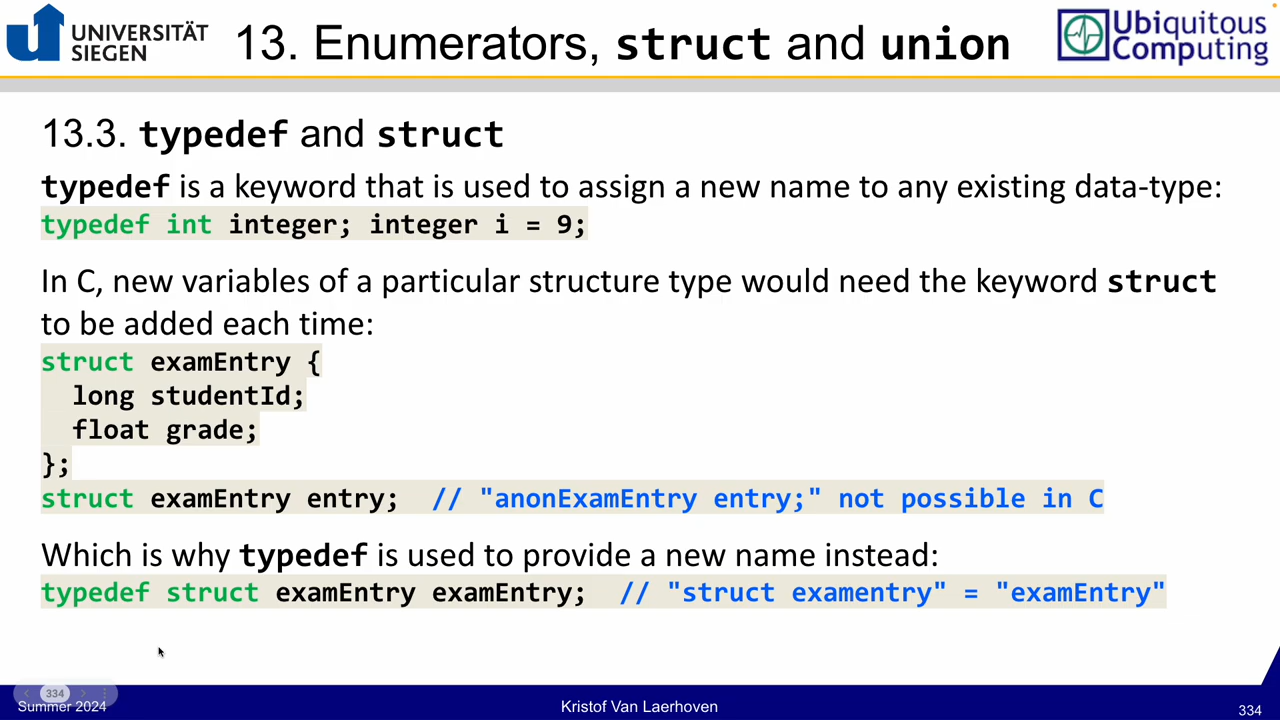 UNIVERSITÄT
SIEGEN
13. Enumerators, struct and union
Ubiquitous
Computing
13.3. typedef and struct
typedef is a keyword that is used to assign a new name to any existing data-type:
typedef int integer; integer i = 9;
In C, new variables of a particular structure type would need the keyword struct
to be added each time:
struct examEntry {
  long studentId;
  float grade;
};
struct examEntry entry;  // "anonExamEntry entry;" not possible in C
Which is why typedef is used to provide a new name instead:
typedef struct examEntry examEntry;  // "struct examentry" = "examEntry"
334
Summer 2024
Kristof Van Laerhoven
334